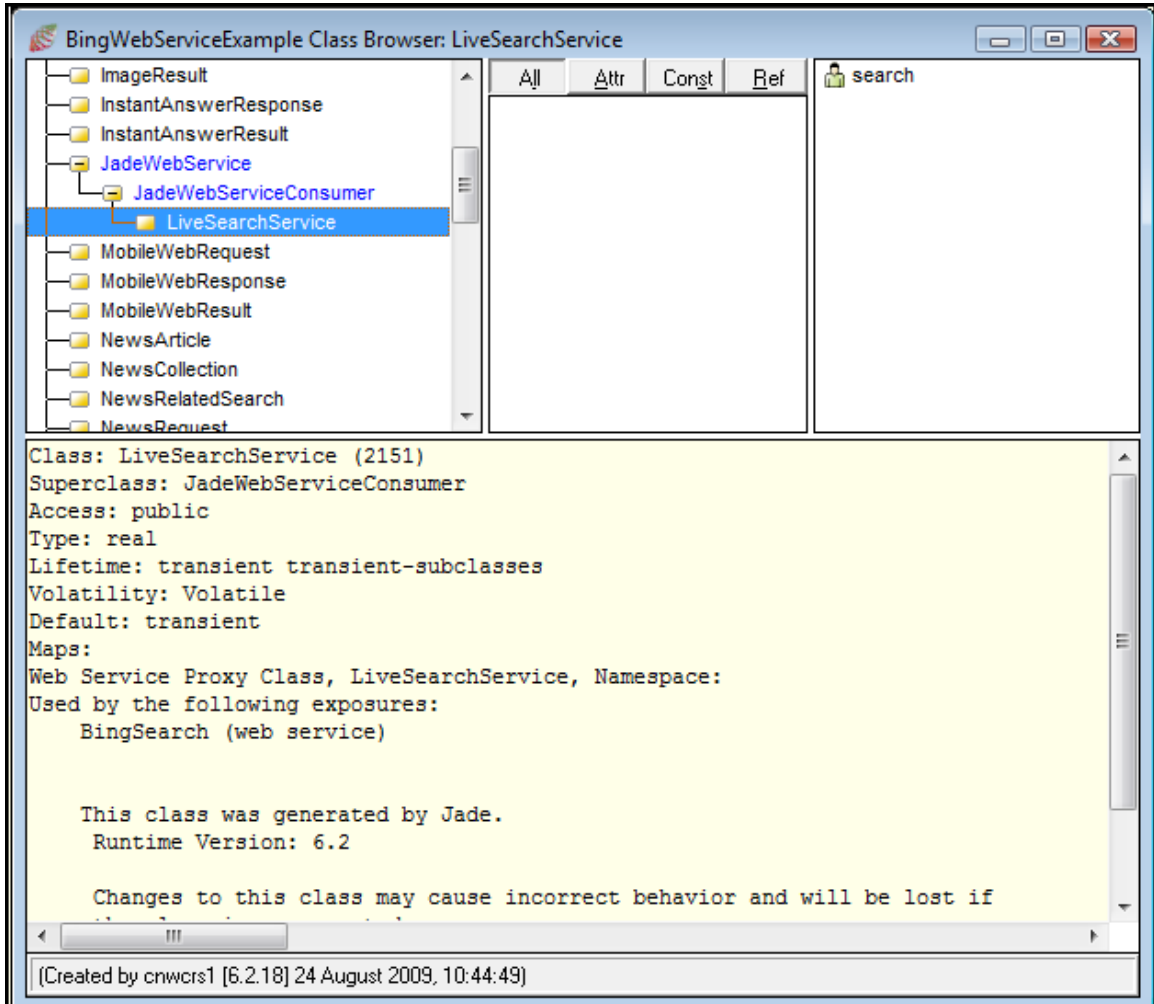 BingWebServiceExample Class Browser: LiveSearchService
ImageResult
InstantAnswerResponse
InstantAnswerResult
JadeWebService
JadeWebServiceConsumer
LiveSearchService
MobileWebRequest
MobileWebResponse
MobileWebResult
NewsArticle
NewsCollection
NewsRelatedSearch
NewsRequest
All Attr Const Ref
search
Class: LiveSearchService (2151)
Superclass: JadeWebServiceConsumer
Access: public
Type: real
Lifetime: transient transient-subclasses
Volatility: Volatile
Default: transient
Maps:
Web Service Proxy Class, LiveSearchService, Namespace:
Used by the following exposures:
BingSearch (web service)
This class was generated by Jade.
Runtime Version: 6.2
Changes to this class may cause incorrect behavior and will be lost if
(Created by cnwcrs1 [6.2.18] 24 August 2009, 10:44:49)